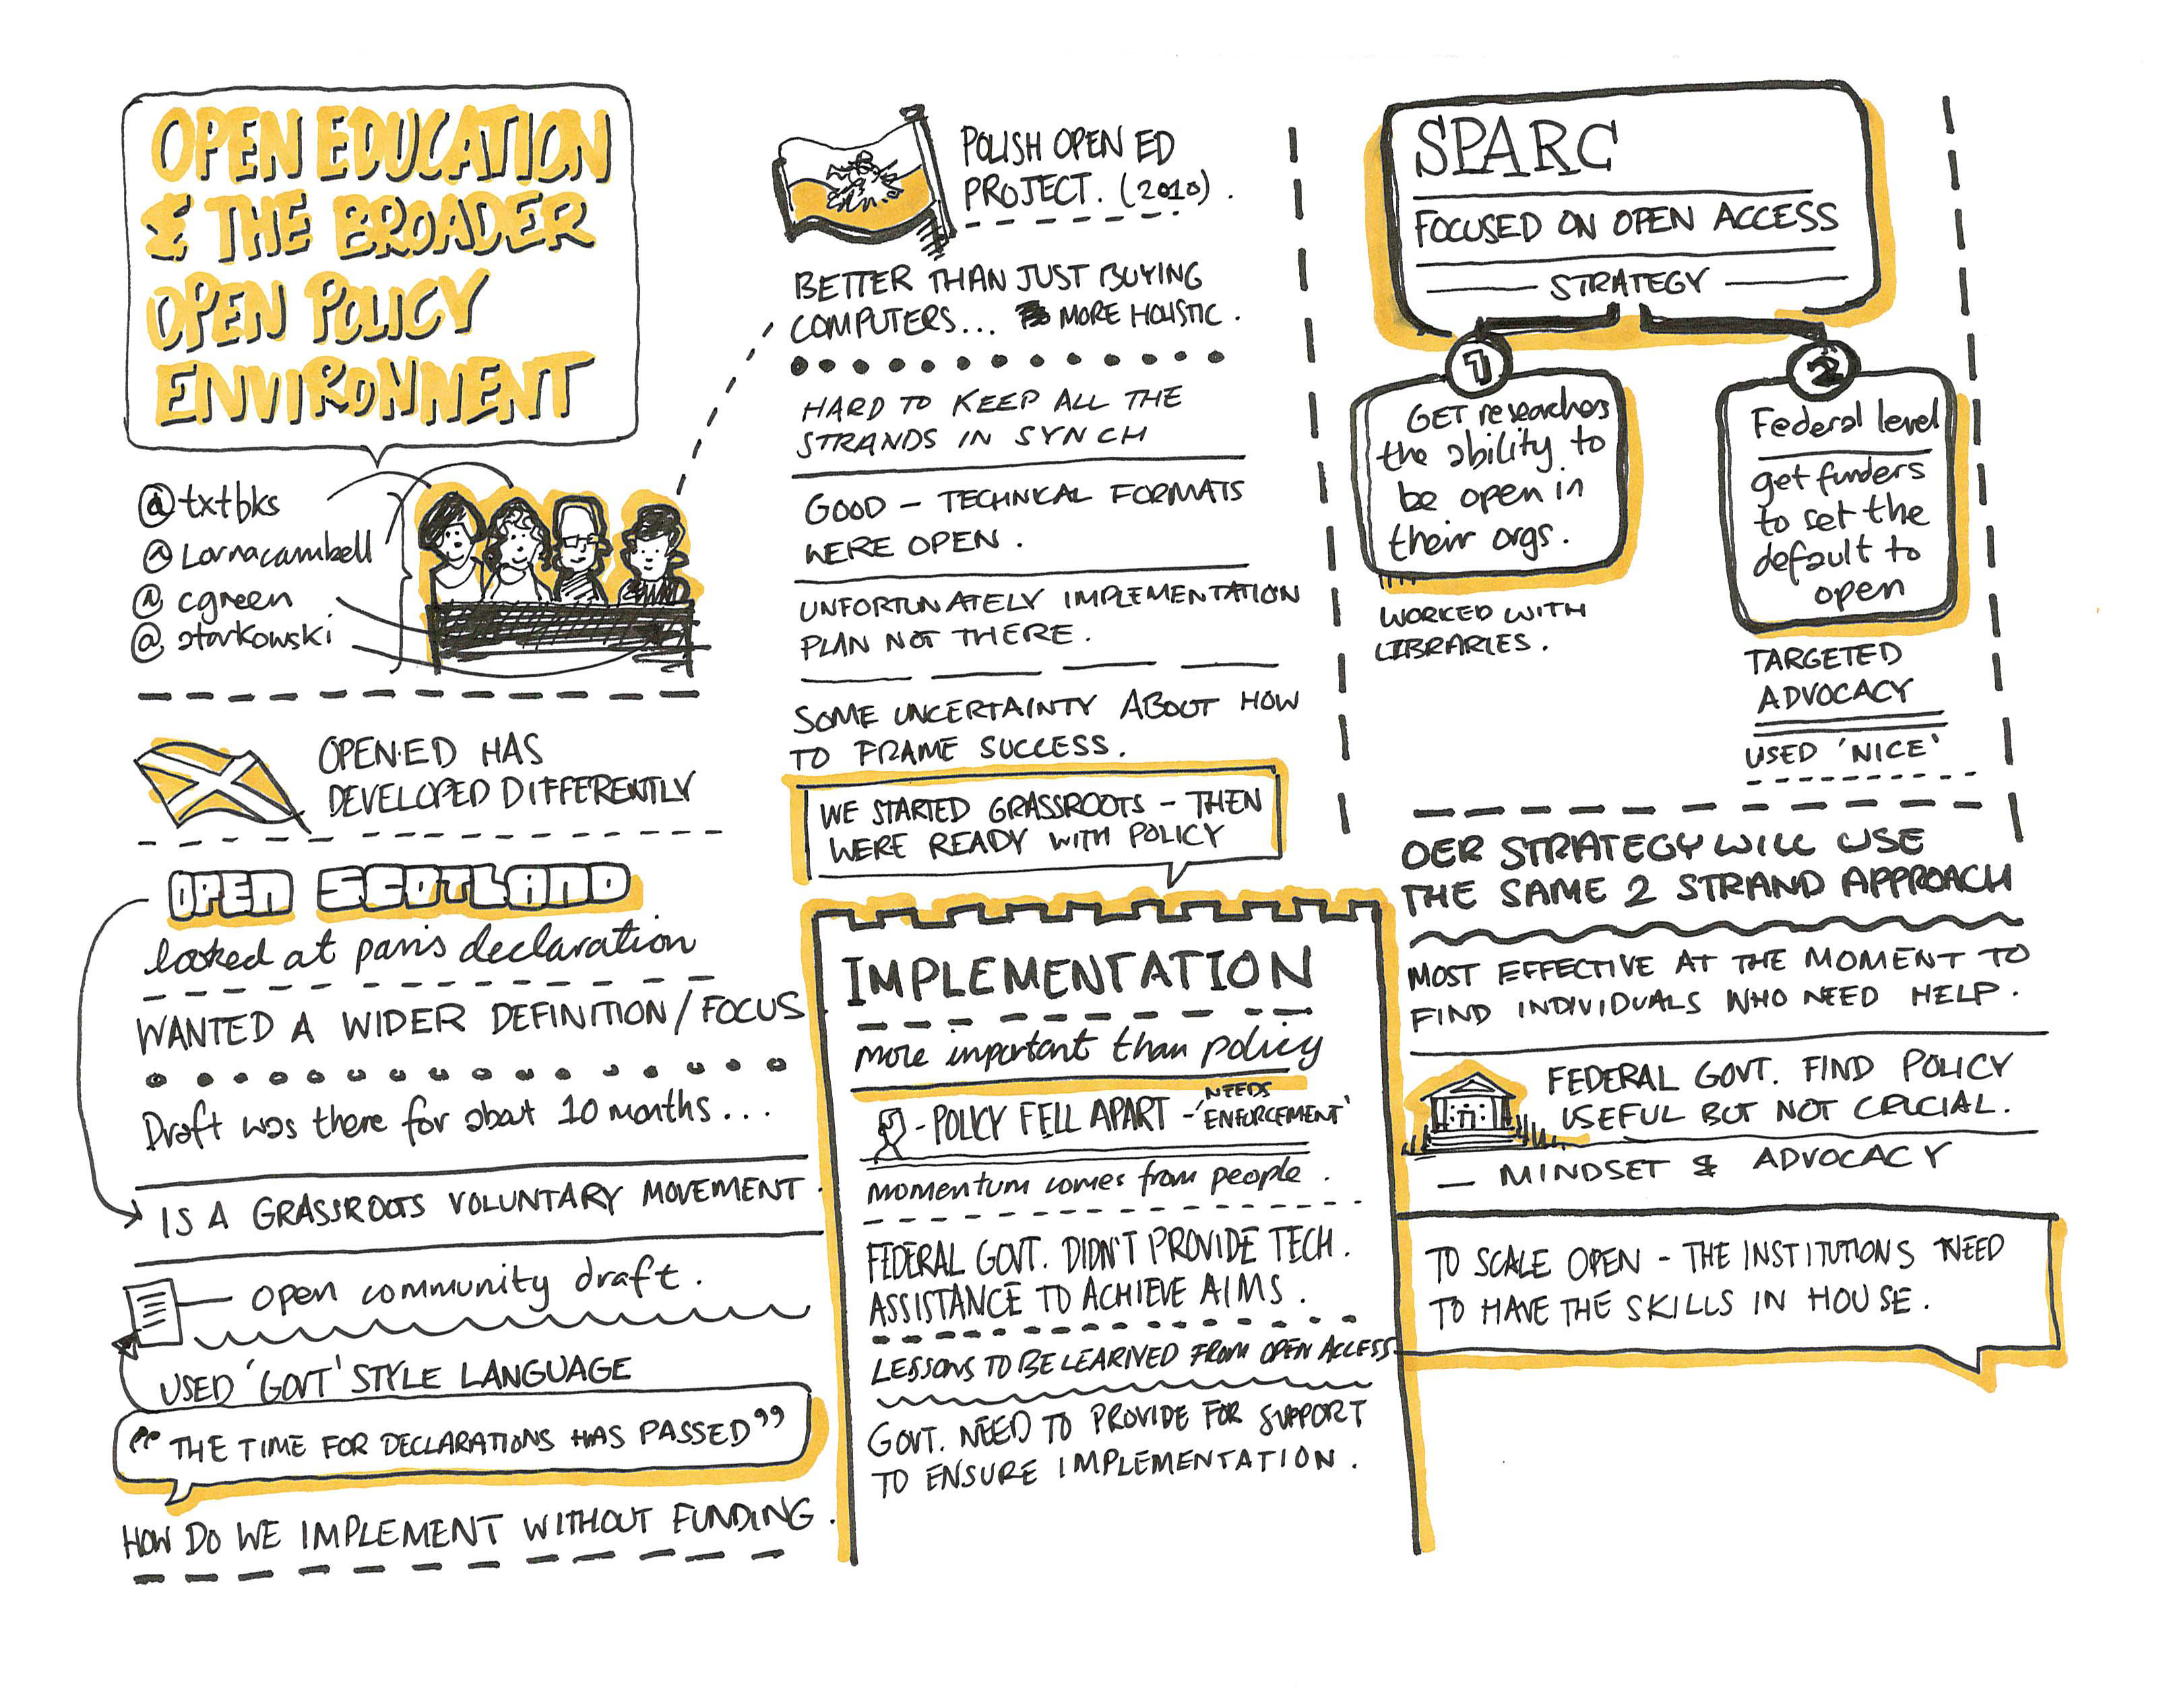 OPEN EDUCATION
& THE BROADER
OPEN POLICY
ENVIRONMENT
@txtbks
@Lornacambell
@cgreen
@atarkowski
OPEN·ED HAS
DEVELOPED DIFFERENTLY
OPEN SCOTLAND
looked at paris declaration
WANTED A WIDER DEFINITION/FOCUS
Draft was there for about 10 months...
IS A GRASSROOTS VOLUNTARY MOVEMENT.
open community draft.
USED 'GOVT' STYLE LANGUAGE
"THE TIME FOR DECLARATIONS HAS PASSED"
HOW DO WE IMPLEMENT WITHOUT FUNDING.
POLISH OPEN ED
PROJECT. (2010).
BETTER THAN JUST BUYING
COMPUTERS... MORE HOLISTIC.
HARD TO KEEP ALL THE
STRANDS IN SYNCH
GOOD - TECHNICAL FORMATS
WERE OPEN.
UNFORTUNATELY IMPLEMENTATION
PLAN NOT THERE.
SOME UNCERTAINTY ABOUT HOW
TO FRAME SUCCESS.
WE STARTED GRASSROOTS - THEN
WERE READY WITH POLICY
IMPLEMENTATION
more important than policy
- POLICY FELL APART - NEEDS
'ENFORCEMENT'
momentum comes from people.
FEDERAL GOVT. DIDN'T PROVIDE TECH.
ASSISTANCE TO ACHIEVE AIMS.
LESSONS TO BE LEARNED FROM OPEN ACCESS
GOVT. NEED TO PROVIDE FOR SUPPORT
TO ENSURE IMPLEMENTATION.
SPARC
FOCUSED ON OPEN ACCESS
STRATEGY
1
GET researchers
the ability to
be open in
their orgs.
WORKED WITH
LIBRARIES.
2
Federal level
get funders
to set the
default to
open
TARGETED
ADVOCACY
USED 'NICE'
OER STRATEGY WILL USE
THE SAME 2 STRAND APPROACH
MOST EFFECTIVE AT THE MOMENT TO
FIND INDIVIDUALS WHO NEED HELP.
FEDERAL GOVT. FIND POLICY
USEFUL BUT NOT CRUCIAL.
— MINDSET & ADVOCACY
TO SCALE OPEN - THE INSTITUTIONS NEED
TO HAVE THE SKILLS IN HOUSE.